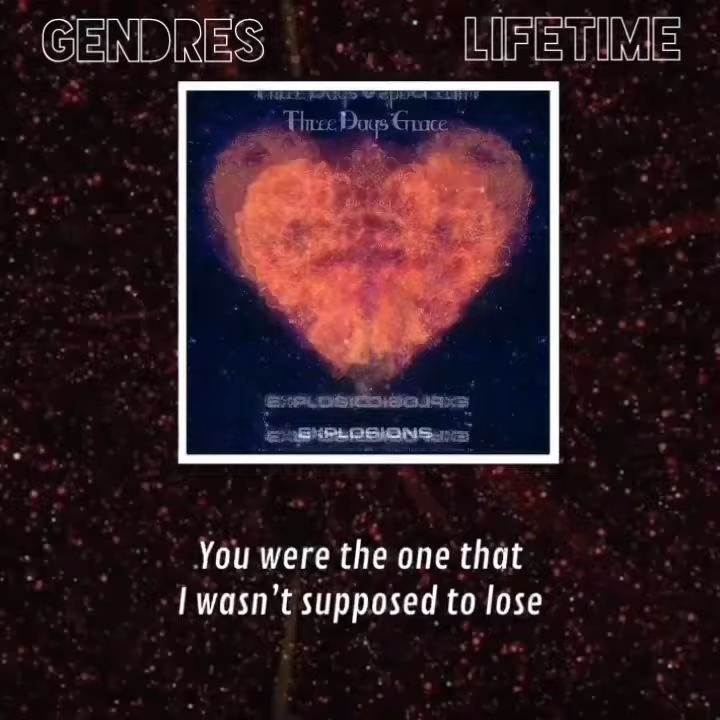 GENDRES LIFETIME
Three Days Grace
EXPLOSIONS
You were the one that
I wasn't supposed to lose